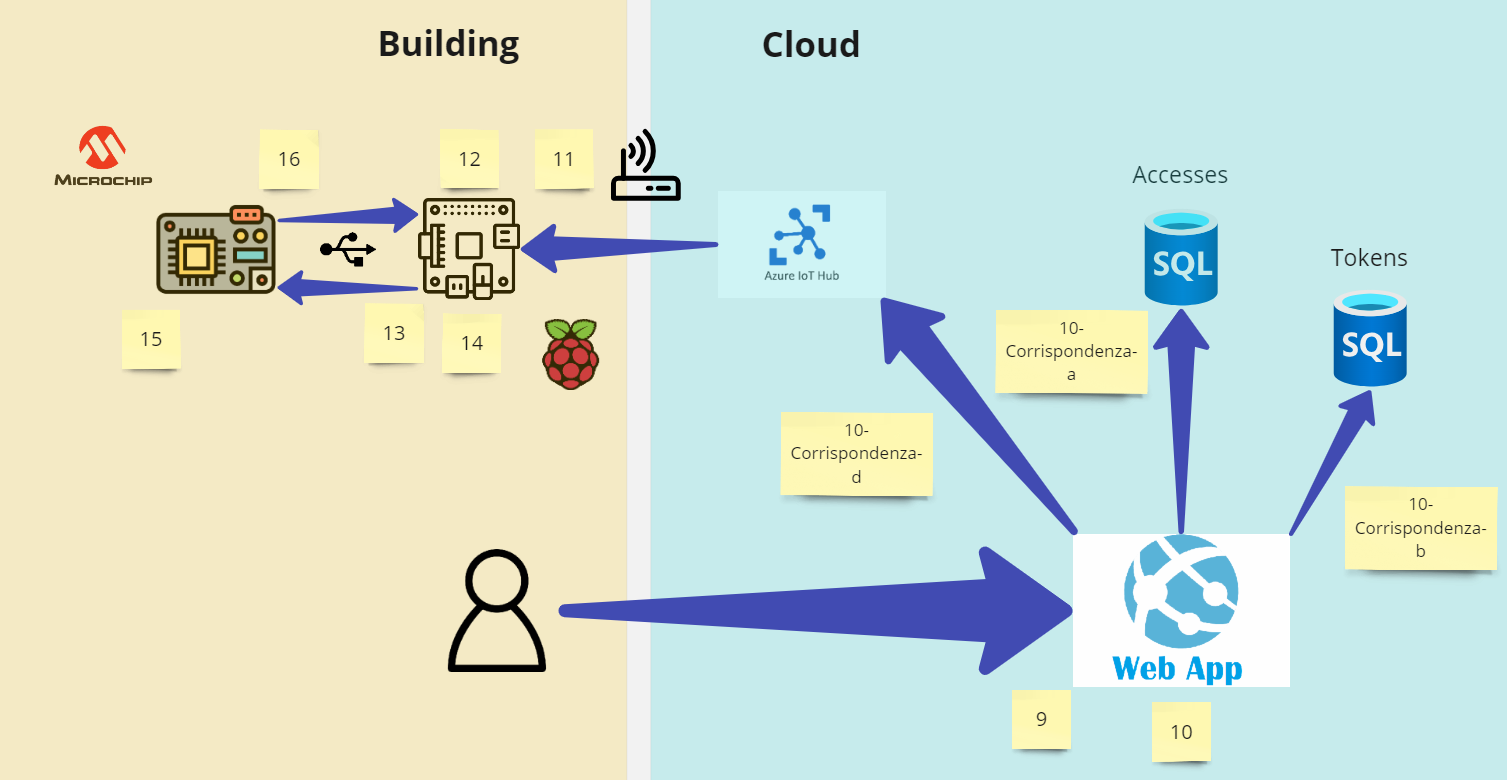 Building
Cloud
MICROCHIP
16
12
11
Accesses
SQL
Tokens
SQL
Azure IoT Hub
15
13
14
10-
Corrispondenza-
a
10-
Corrispondenza-
d
10-
Corrispondenza-
b
Web App
9
10